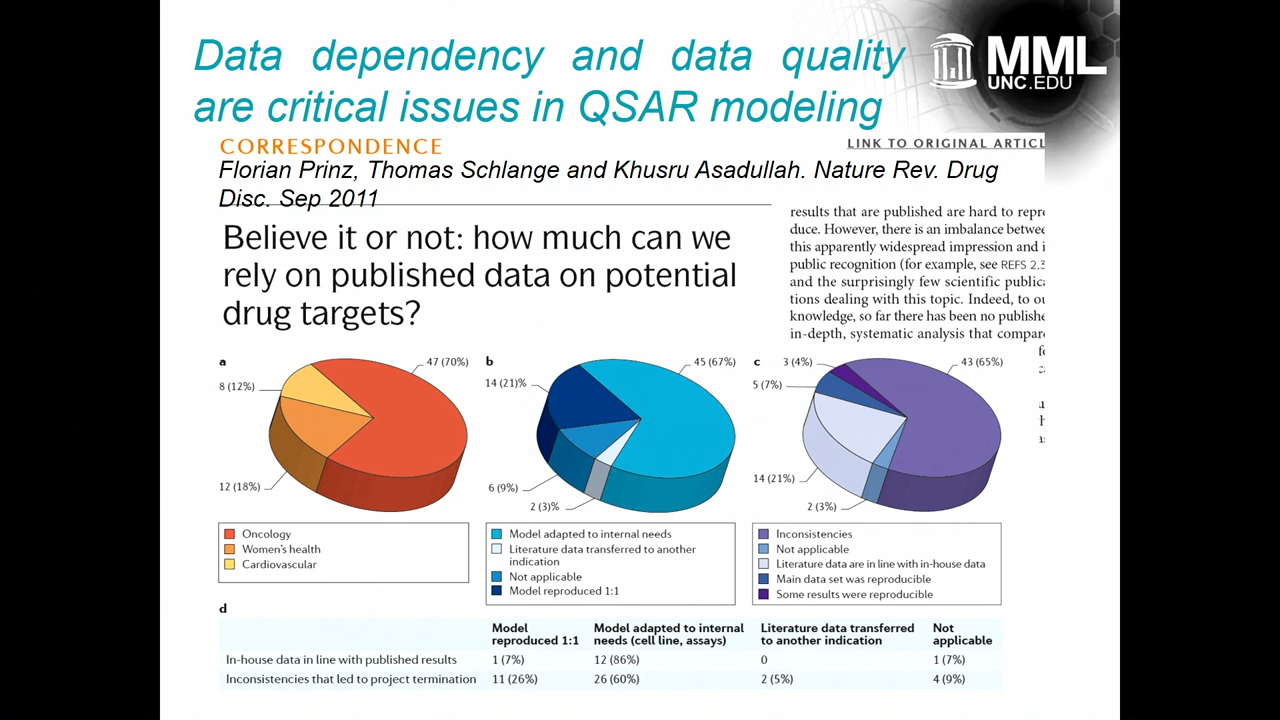 Data dependency and data quality
are critical issues in QSAR modeling
MML
UNC.EDU
CORRESPONDENCE
LINK TO ORIGINAL ARTICL
Florian Prinz, Thomas Schlange and Khusru Asadullah. Nature Rev. Drug
Disc. Sep 2011
Believe it or not: how much can we
rely on published data on potential
drug targets?
results that are published are hard to repr
duce. However, there is an imbalance betwee
this apparently widespread impression and i
public recognition (for example, see REFS 2,3
and the surprisingly few scientific publica
tions dealing with this topic. Indeed, to ou
knowledge, so far there has been no publishe
in-depth, systematic analysis that compar
a
47 (70%)
8 (12%)
12 (18%)
Oncology
Women's health
Cardiovascular
b
45 (67%)
14 (21)%
6 (9%)
2 (3)%
Model adapted to internal needs
Literature data transferred to another
indication
Not applicable
Model reproduced 1:1
c
3 (4%)
43 (65%)
5 (7%)
14 (21%)
2 (3%)
Inconsistencies
Not applicable
Literature data are in line with in-house data
Main data set was reproducible
Some results were reproducible
d
Model reproduced 1:1 Model adapted to internal needs (cell line, assays) Literature data transferred to another indication Not applicable
In-house data in line with published results 1 (7%) 12 (86%) 0 1 (7%)
Inconsistencies that led to project termination 11 (26%) 26 (60%) 2 (5%) 4 (9%)